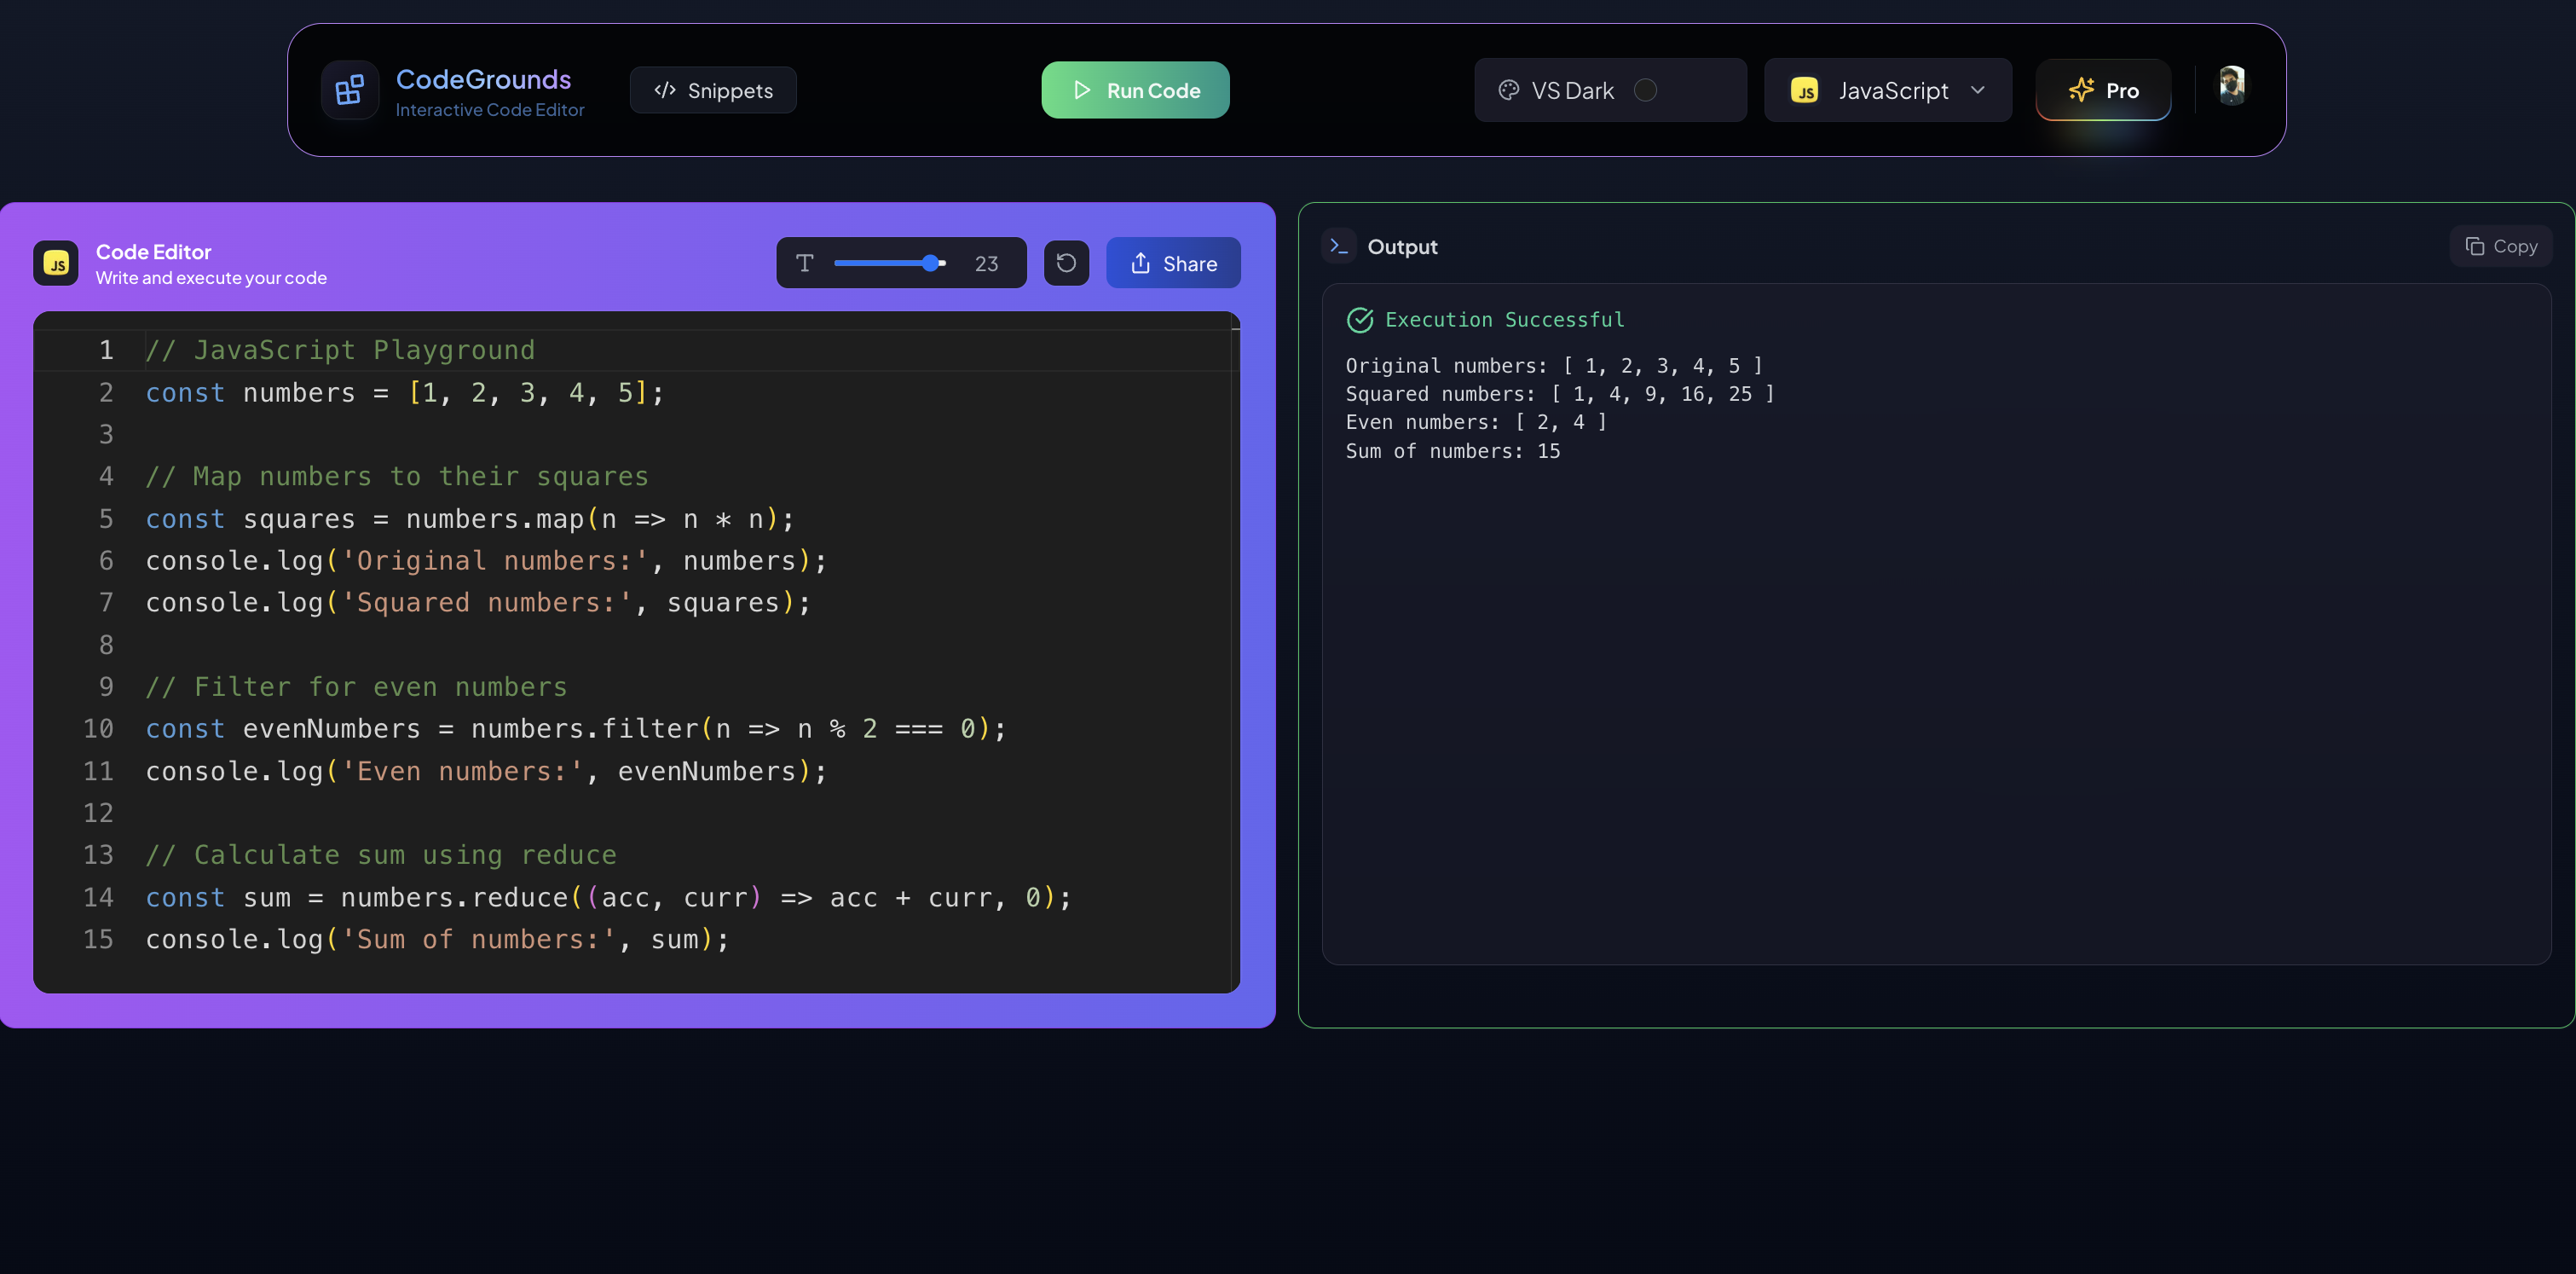 CodeGrounds
Interactive Code Editor
</> Snippets
Run Code
VS Dark
JS JavaScript
Pro
JS
Code Editor
Write and execute your code
T 23
Share
1 // JavaScript Playground
2 const numbers = [1, 2, 3, 4, 5];
3
4 // Map numbers to their squares
5 const squares = numbers.map(n => n * n);
6 console.log('Original numbers:', numbers);
7 console.log('Squared numbers:', squares);
8
9 // Filter for even numbers
10 const evenNumbers = numbers.filter(n => n % 2 === 0);
11 console.log('Even numbers:', evenNumbers);
12
13 // Calculate sum using reduce
14 const sum = numbers.reduce((acc, curr) => acc + curr, 0);
15 console.log('Sum of numbers:', sum);
Output
Copy
Execution Successful
Original numbers: [ 1, 2, 3, 4, 5 ]
Squared numbers: [ 1, 4, 9, 16, 25 ]
Even numbers: [ 2, 4 ]
Sum of numbers: 15